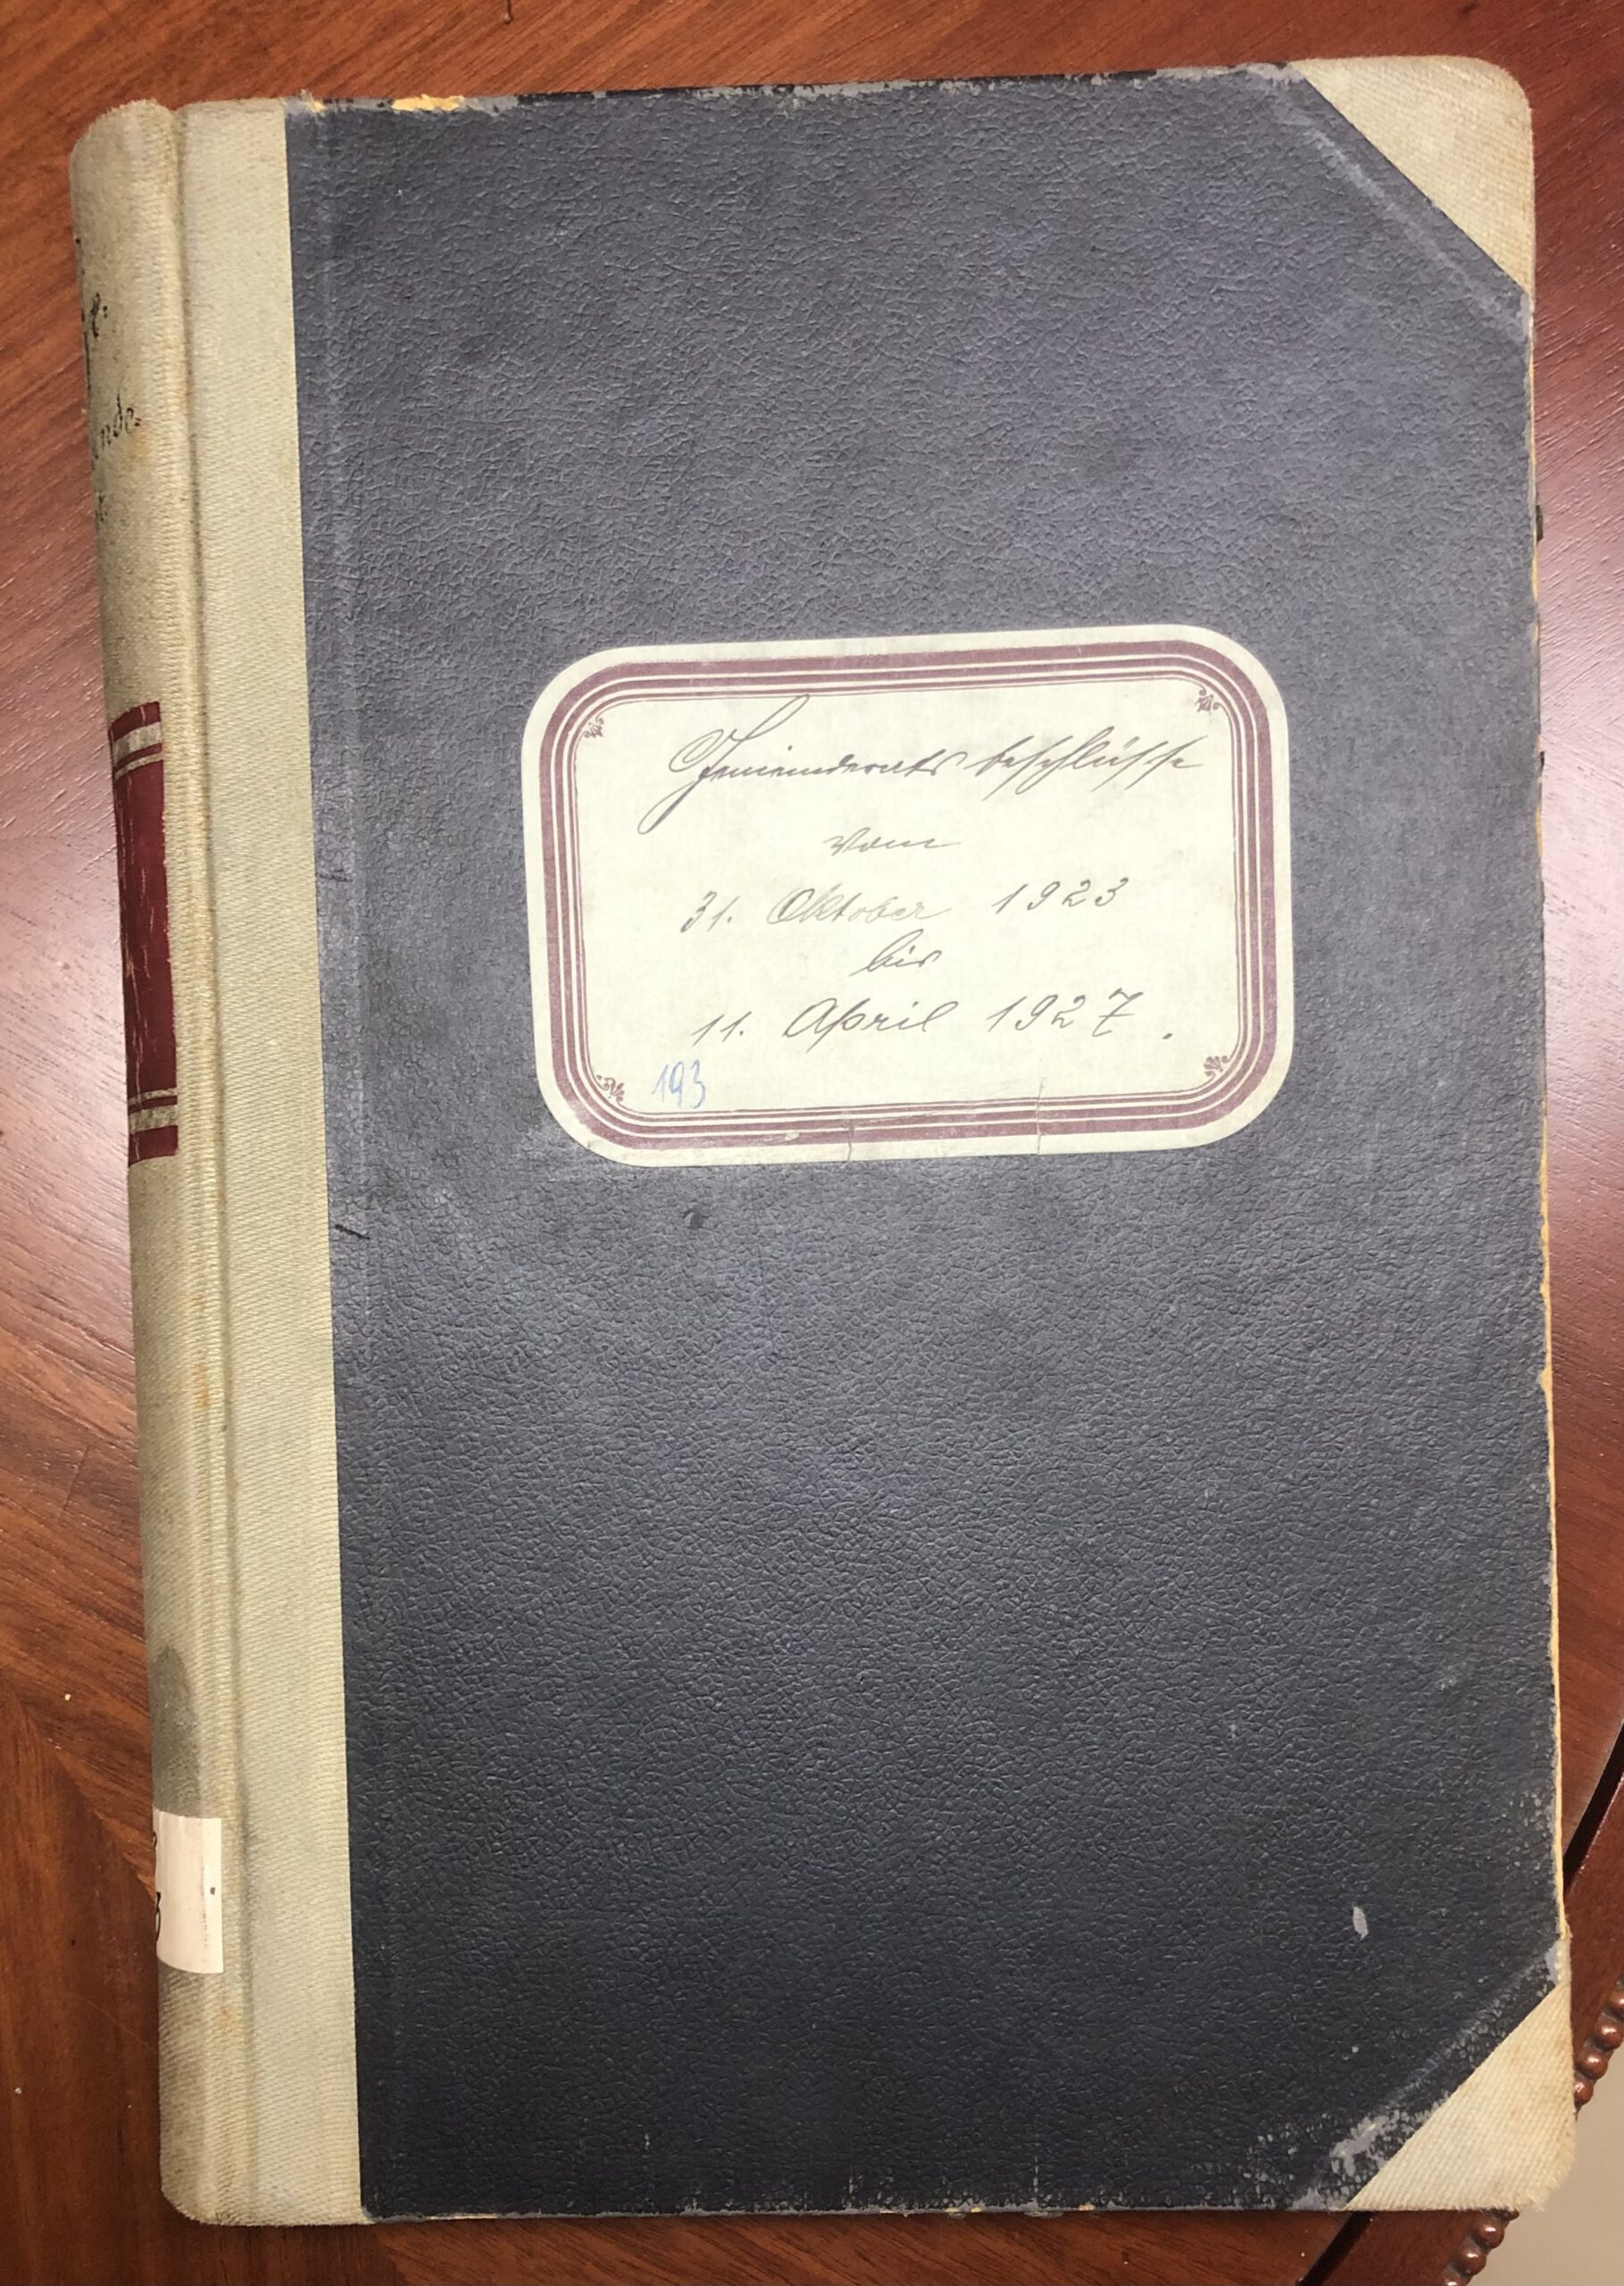 Gemeinderatsbeschlüsse
vom
31. Oktober 1923
bis
11. April 1927.
193